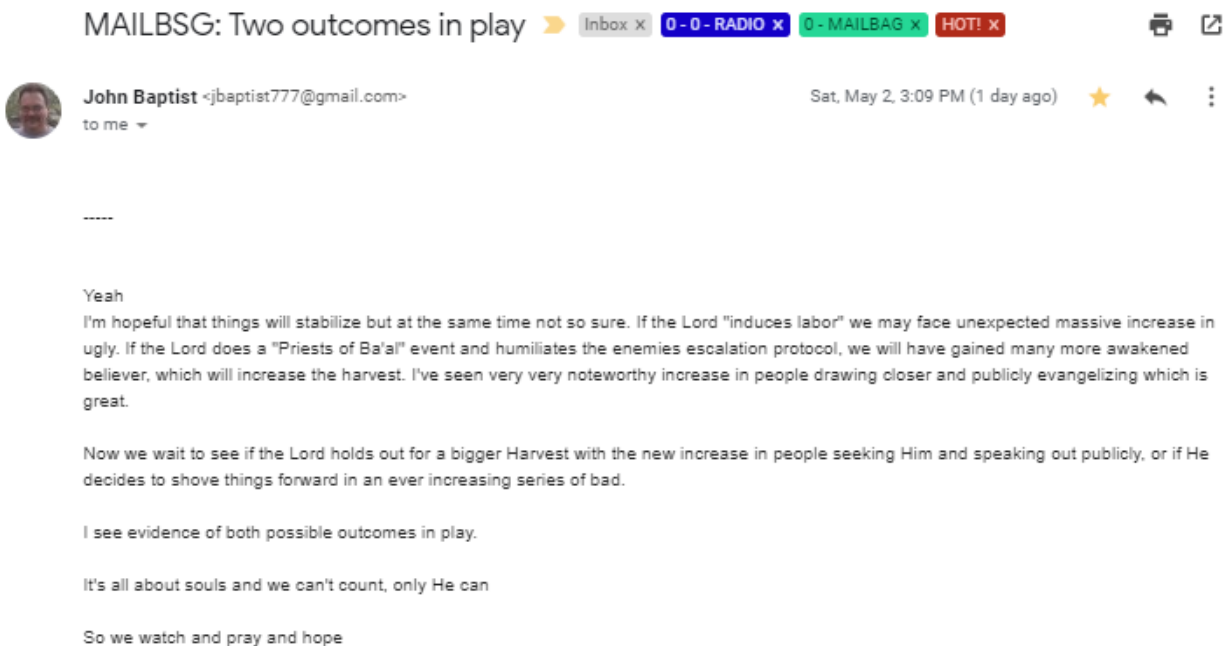 MAILBSG: Two outcomes in play Inbox x 0 - 0 - RADIO x 0 - MAILBAG x HOT! x
John Baptist <jbaptist777@gmail.com> Sat, May 2, 3:09 PM (1 day ago)
to me
-----
Yeah
I'm hopeful that things will stabilize but at the same time not so sure. If the Lord "induces labor" we may face unexpected massive increase in
ugly. If the Lord does a "Priests of Ba'al" event and humiliates the enemies escalation protocol, we will have gained many more awakened
believer, which will increase the harvest. I've seen very very noteworthy increase in people drawing closer and publicly evangelizing which is
great.
Now we wait to see if the Lord holds out for a bigger Harvest with the new increase in people seeking Him and speaking out publicly, or if He
decides to shove things forward in an ever increasing series of bad.
I see evidence of both possible outcomes in play.
It's all about souls and we can't count, only He can
So we watch and pray and hope